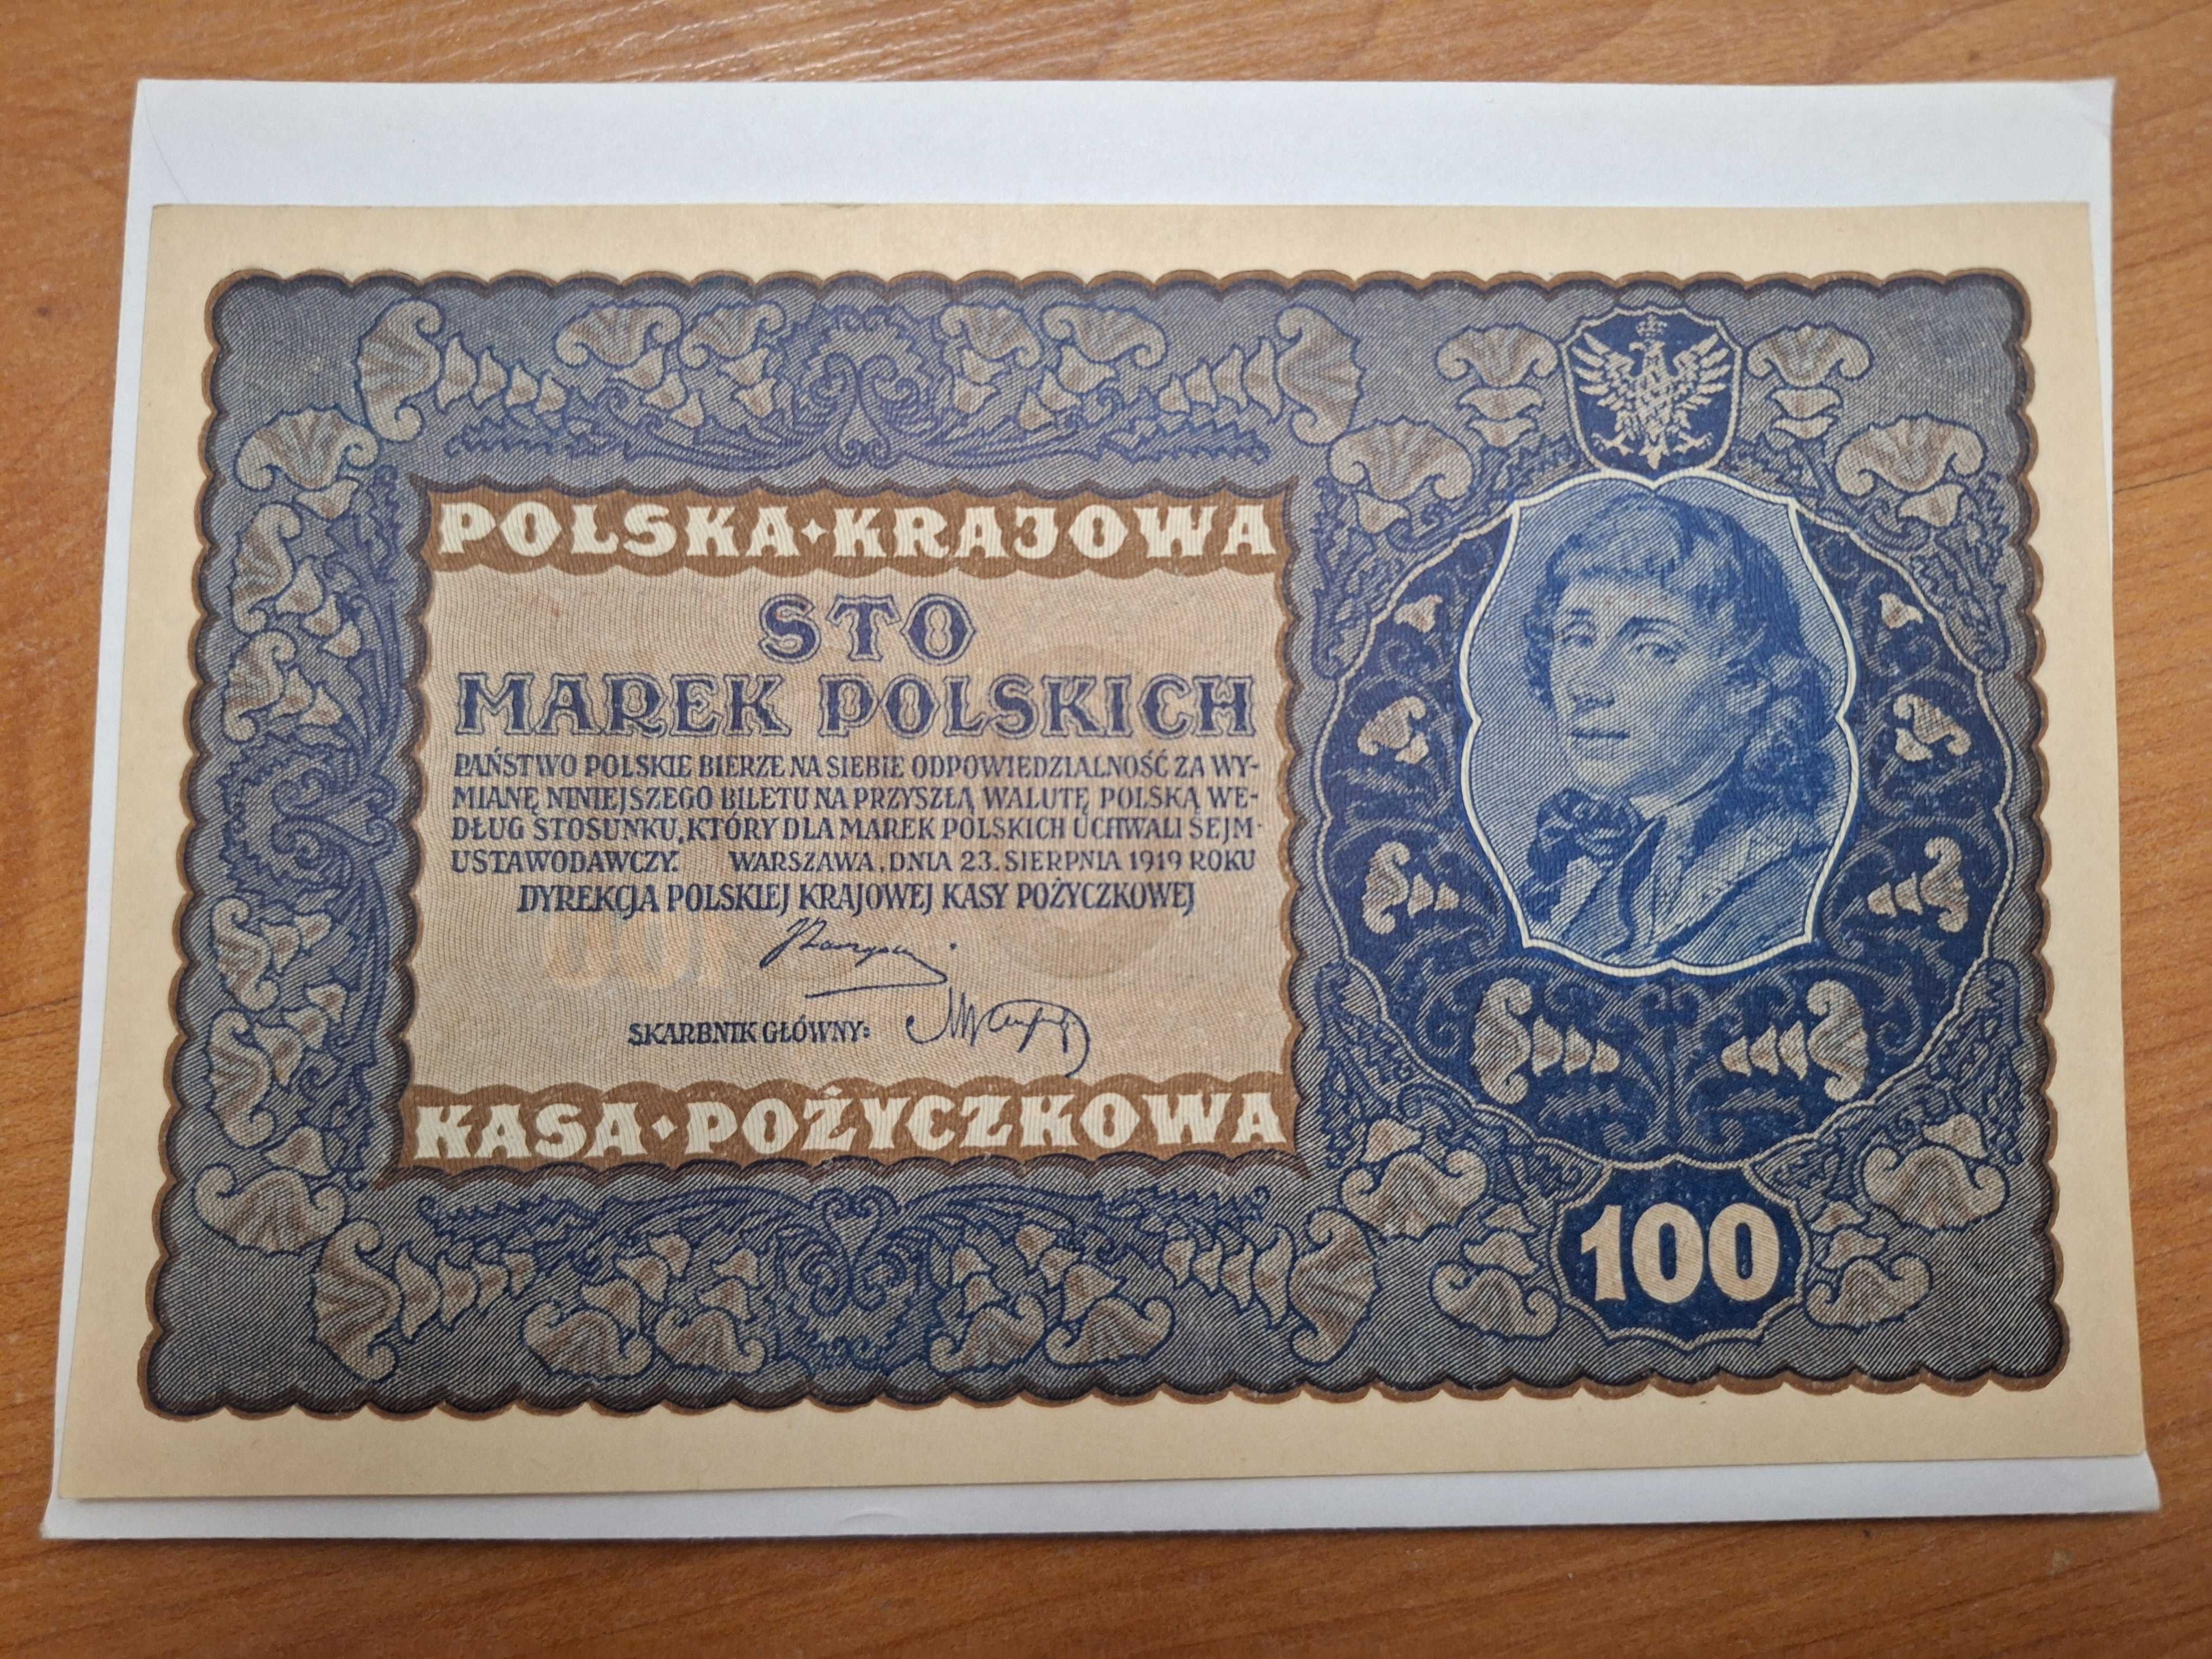 POLSKA✦KRAJOWA
STO
MAREK POLSKICH
PAŃSTWO POLSKIE BIERZE NA SIEBIE ODPOWIEDZIALNOŚĆ ZA WY-
MIANĘ NINIEJSZEGO BILETU NA PRZYSZŁĄ WALUTĘ POLSKĄ WE-
DŁUG STOSUNKU, KTÓRY DLA MAREK POLSKICH UCHWALI SEJM
USTAWODAWCZY. WARSZAWA, DNIA 23. SIERPNIA 1919 ROKU
DYREKCJA POLSKIEJ KRAJOWEJ KASY POŻYCZKOWEJ
SKARBNIK GŁÓWNY:
KASA✦POŻYCZKOWA
100